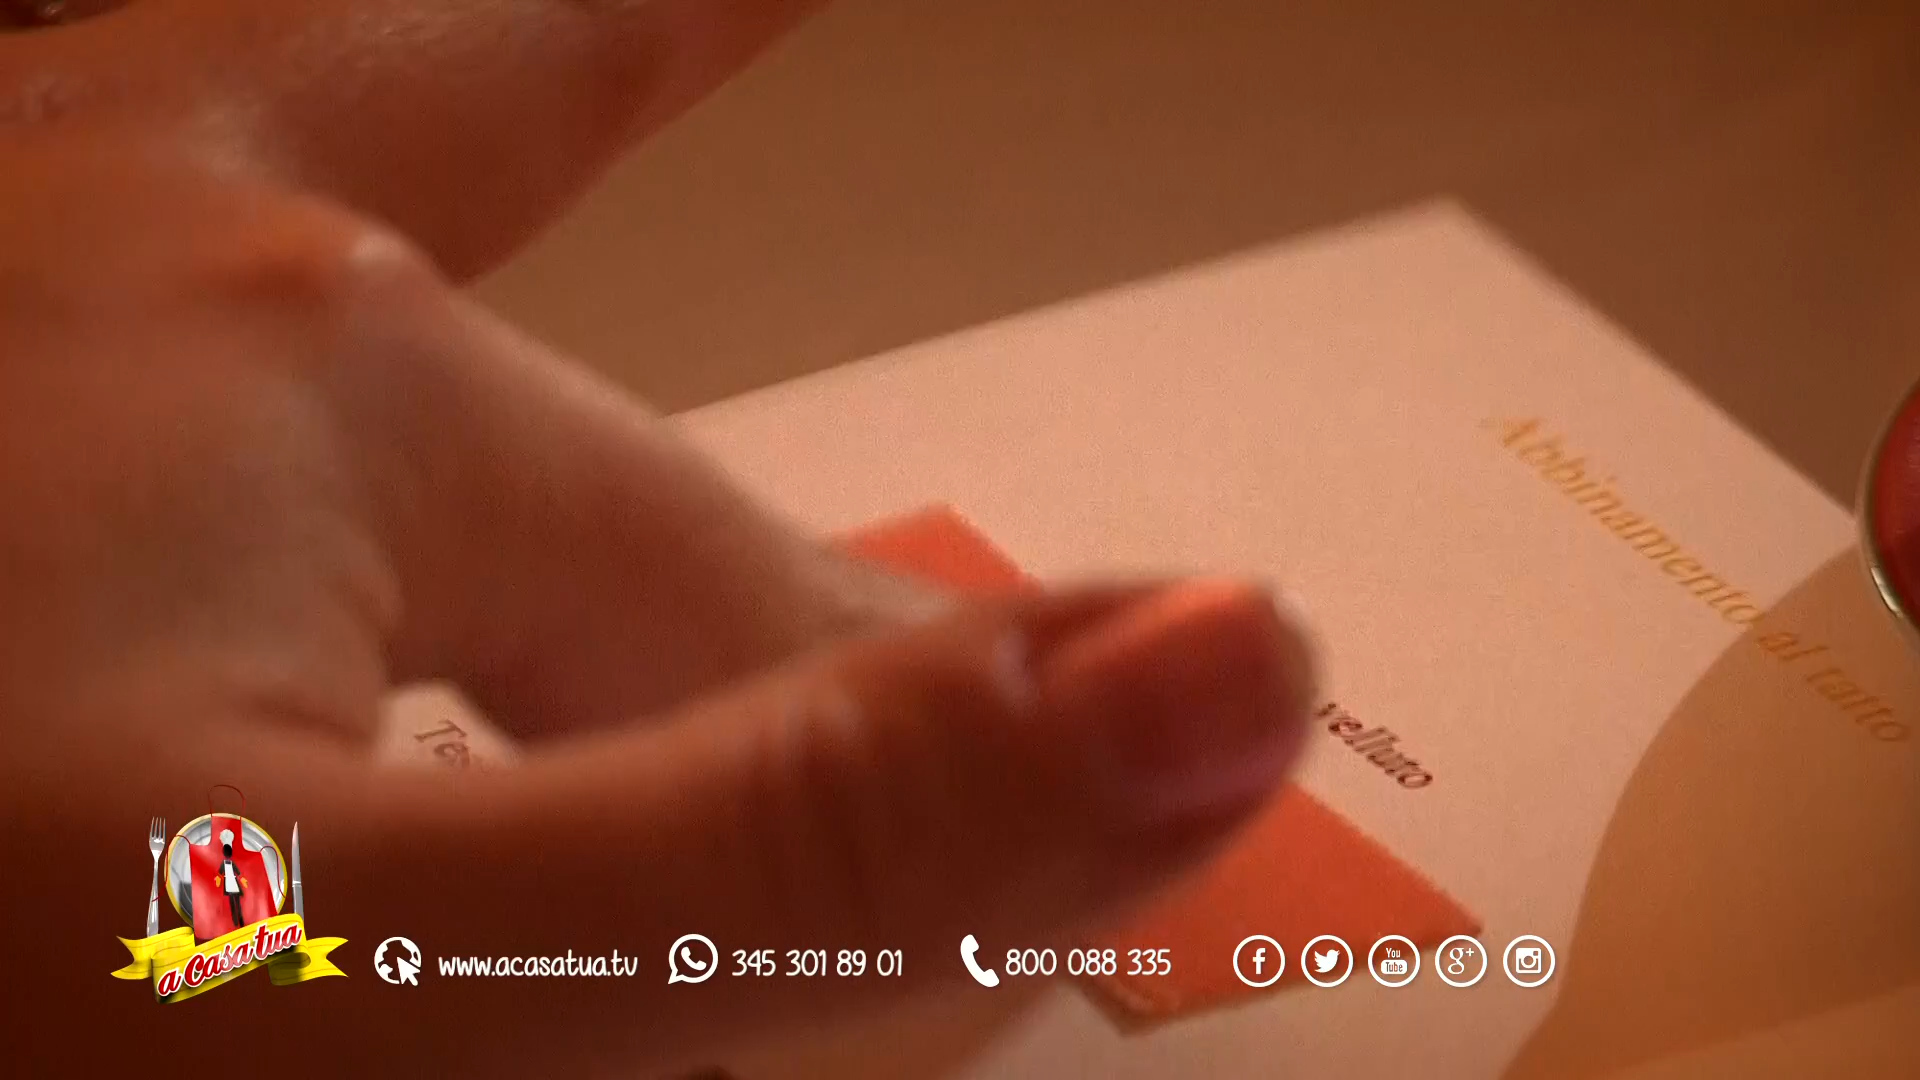 Abbinamento al tatto
velluto
a Casa tua
www.acasatua.tv
345 301 89 01
800 088 335
f
You
Tube
g+